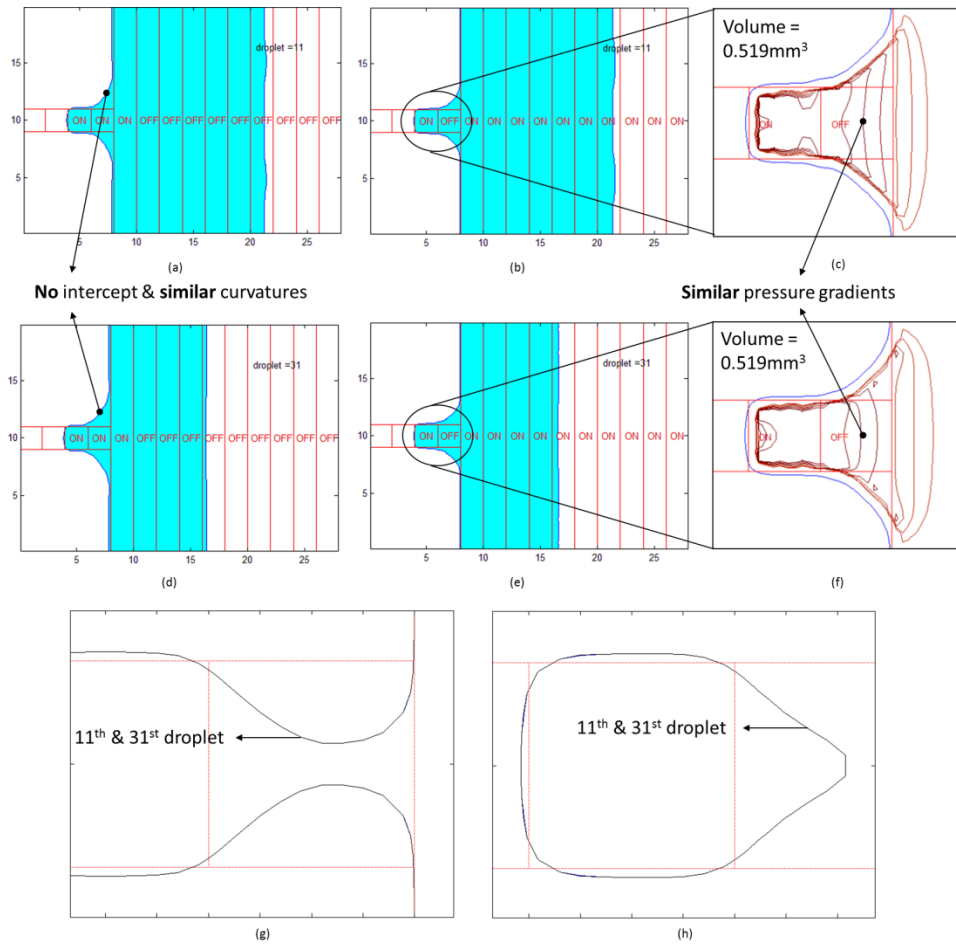 droplet =11
15
10
5
ON ON ON OFF OFF OFF OFF OFF OFF OFF OFF
5 10 15 20 25
(a)
droplet =11
15
10
5
ON OFF ON ON ON ON ON ON ON ON
5 10 15 20 25
(b)
Volume =
0.519mm³
ON OFF
(c)
No intercept & similar curvatures
Similar pressure gradients
droplet =31
15
10
5
ON ON ON OFF OFF OFF OFF OFF OFF OFF OFF
5 10 15 20 25
(d)
droplet =31
15
10
5
ON OFF ON ON ON ON ON ON ON ON
5 10 15 20 25
(e)
Volume =
0.519mm³
ON OFF
(f)
11th & 31st droplet
(g)
11th & 31st droplet
(h)